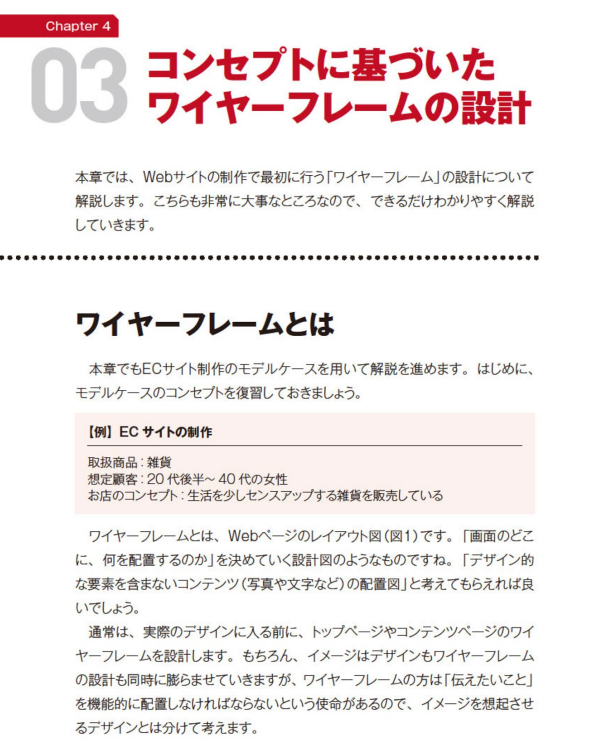 Chapter 4
03 コンセプトに基づいた
ワイヤーフレームの設計
本章では、Webサイトの制作で最初に行う「ワイヤーフレーム」の設計について
解説します。こちらも非常に大事なところなので、できるだけわかりやすく解説
していきます。
ワイヤーフレームとは
本章でもECサイト制作のモデルケースを用いて解説を進めます。はじめに、
モデルケースのコンセプトを復習しておきましょう。
【例】EC サイトの制作
取扱商品：雑貨
想定顧客：20 代後半〜 40 代の女性
お店のコンセプト：生活を少しセンスアップする雑貨を販売している
ワイヤーフレームとは、Webページのレイアウト図（図1）です。「画面のどこ
に、何を配置するのか」を決めていく設計図のようなものですね。「デザイン的
な要素を含まないコンテンツ（写真や文字など）の配置図」と考えてもらえれば良
いでしょう。
通常は、実際のデザインに入る前に、トップページやコンテンツページのワイ
ヤーフレームを設計します。もちろん、イメージはデザインもワイヤーフレーム
の設計も同時に膨らませていきますが、ワイヤーフレームの方は「伝えたいこと」
を機能的に配置しなければならないという使命があるので、イメージを想起させ
るデザインとは分けて考えます。